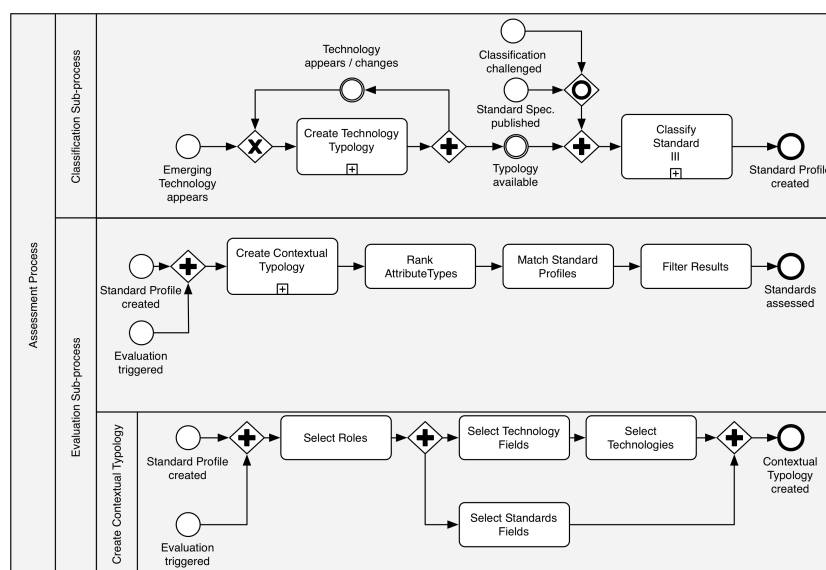 Assessment Process
Classification Sub-process
Technology
appears / changes
Classification
challenged
Standard Spec.
published
Create Technology
Typology
Classify
Standard
III
Emerging
Technology
appears
Typology
available
Standard Profile
created
Evaluation Sub-process
Create Contextual
Typology
Rank
AttributeTypes
Match Standard
Profiles
Filter Results
Standard Profile
created
Standards
assessed
Evaluation
triggered
Create Contextual Typology
Select Roles
Select Technology
Fields
Select
Technologies
Standard Profile
created
Contextual
Typology
created
Select Standards
Fields
Evaluation
triggered